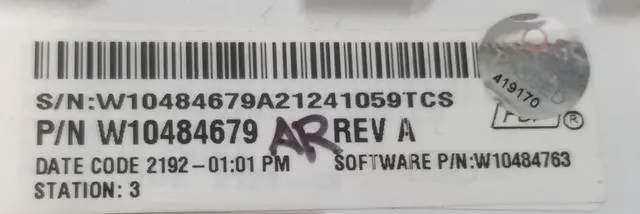 S/N:W10484679A21241059TCS
P/N W10484679 AR REV A
DATE CODE 2192-01:01 PM SOFTWARE P/N:W10484763
STATION: 3
419170
®